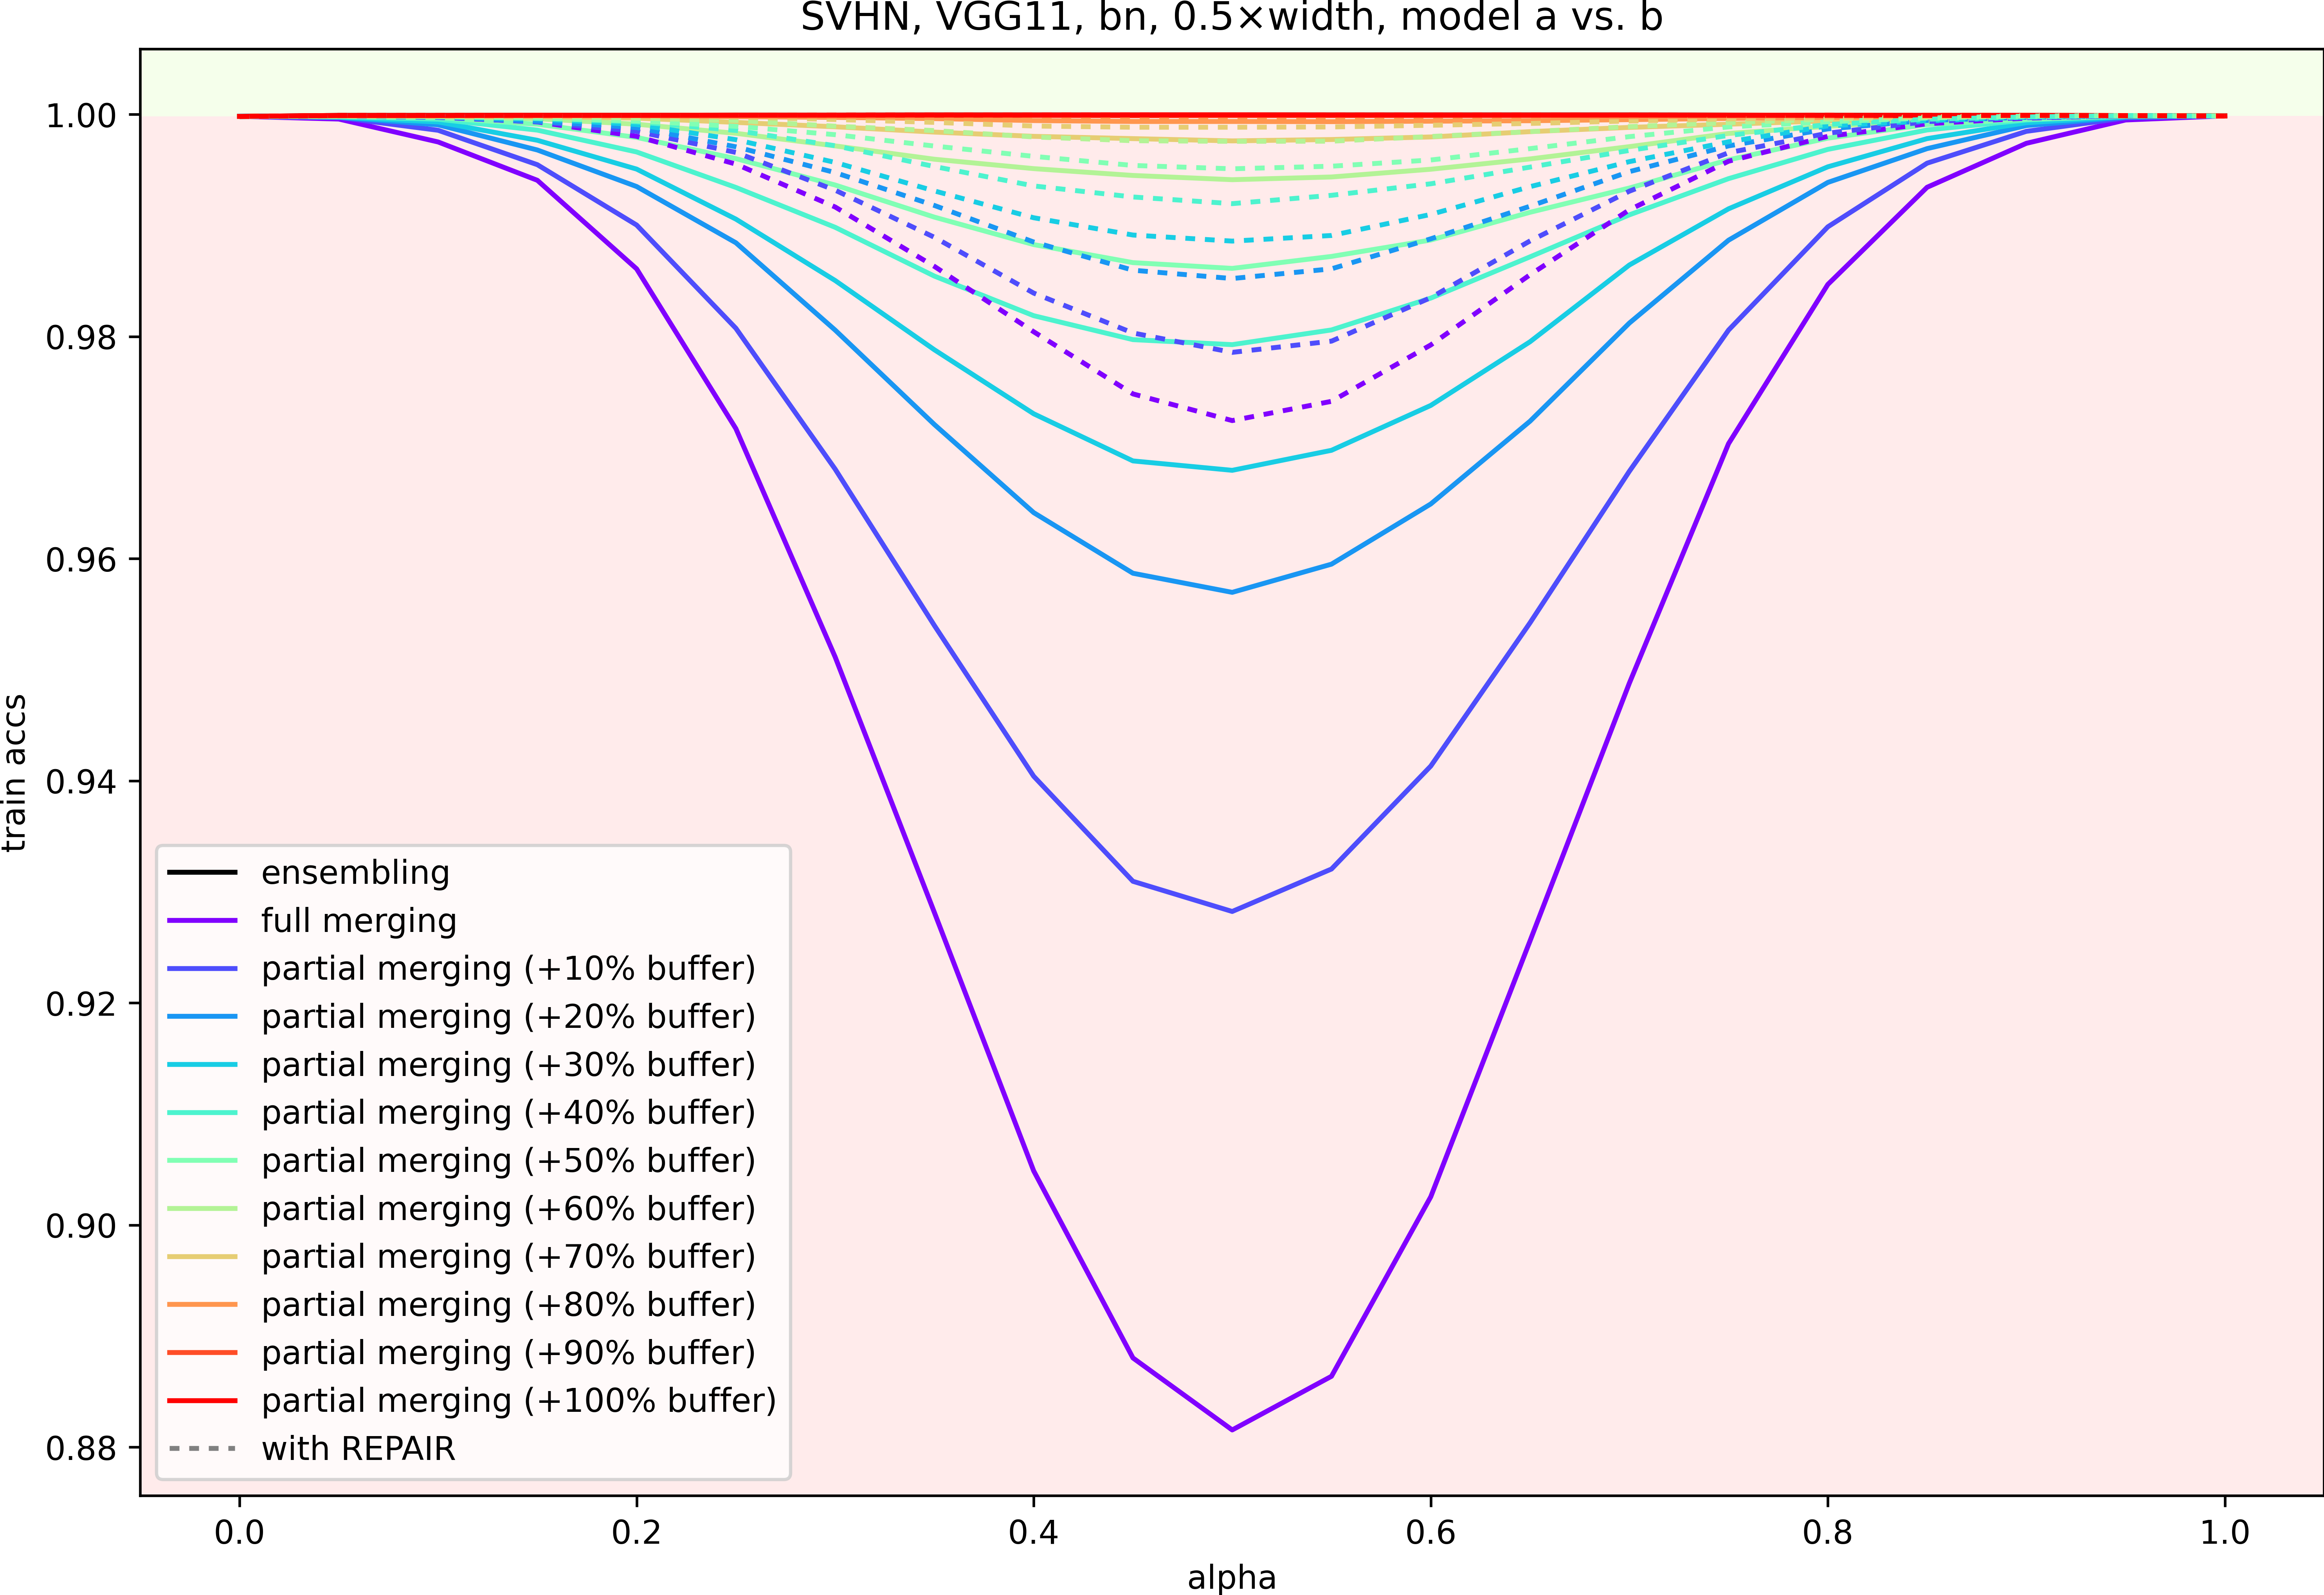 SVHN, VGG11, bn, 0.5×width, model a vs. b
train accs
1.00
0.98
0.96
0.94
0.92
0.90
0.88
ensembling
full merging
partial merging (+10% buffer)
partial merging (+20% buffer)
partial merging (+30% buffer)
partial merging (+40% buffer)
partial merging (+50% buffer)
partial merging (+60% buffer)
partial merging (+70% buffer)
partial merging (+80% buffer)
partial merging (+90% buffer)
partial merging (+100% buffer)
with REPAIR
0.0 0.2 0.4 0.6 0.8 1.0
alpha